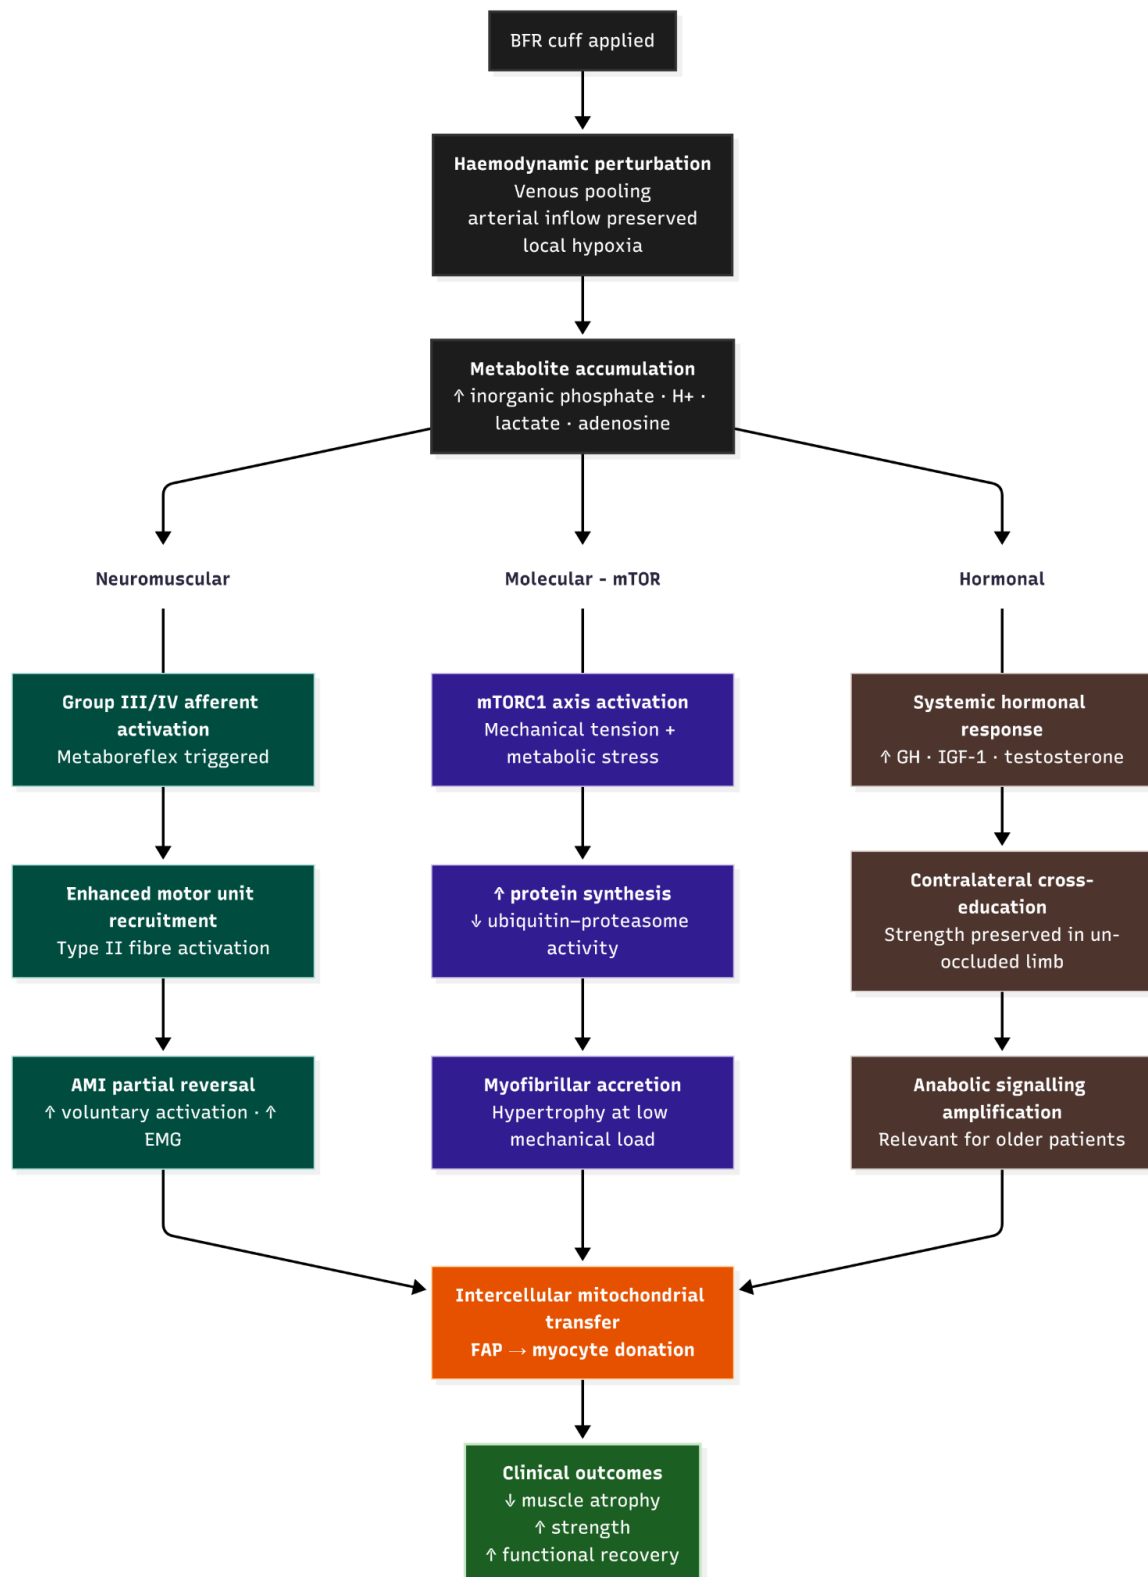 BFR cuff applied
Haemodynamic perturbation
Venous pooling
arterial inflow preserved
local hypoxia
Metabolite accumulation
↑ inorganic phosphate · H+ ·
lactate · adenosine
Neuromuscular
Molecular - mTOR
Hormonal
Group III/IV afferent
activation
Metaboreflex triggered
mTORC1 axis activation
Mechanical tension +
metabolic stress
Systemic hormonal
response
↑ GH · IGF-1 · testosterone
Enhanced motor unit
recruitment
Type II fibre activation
↑ protein synthesis
↓ ubiquitin–proteasome
activity
Contralateral cross-
education
Strength preserved in un-
occluded limb
AMI partial reversal
↑ voluntary activation · ↑
EMG
Myofibrillar accretion
Hypertrophy at low
mechanical load
Anabolic signalling
amplification
Relevant for older patients
Intercellular mitochondrial
transfer
FAP → myocyte donation
Clinical outcomes
↓ muscle atrophy
↑ strength
↑ functional recovery